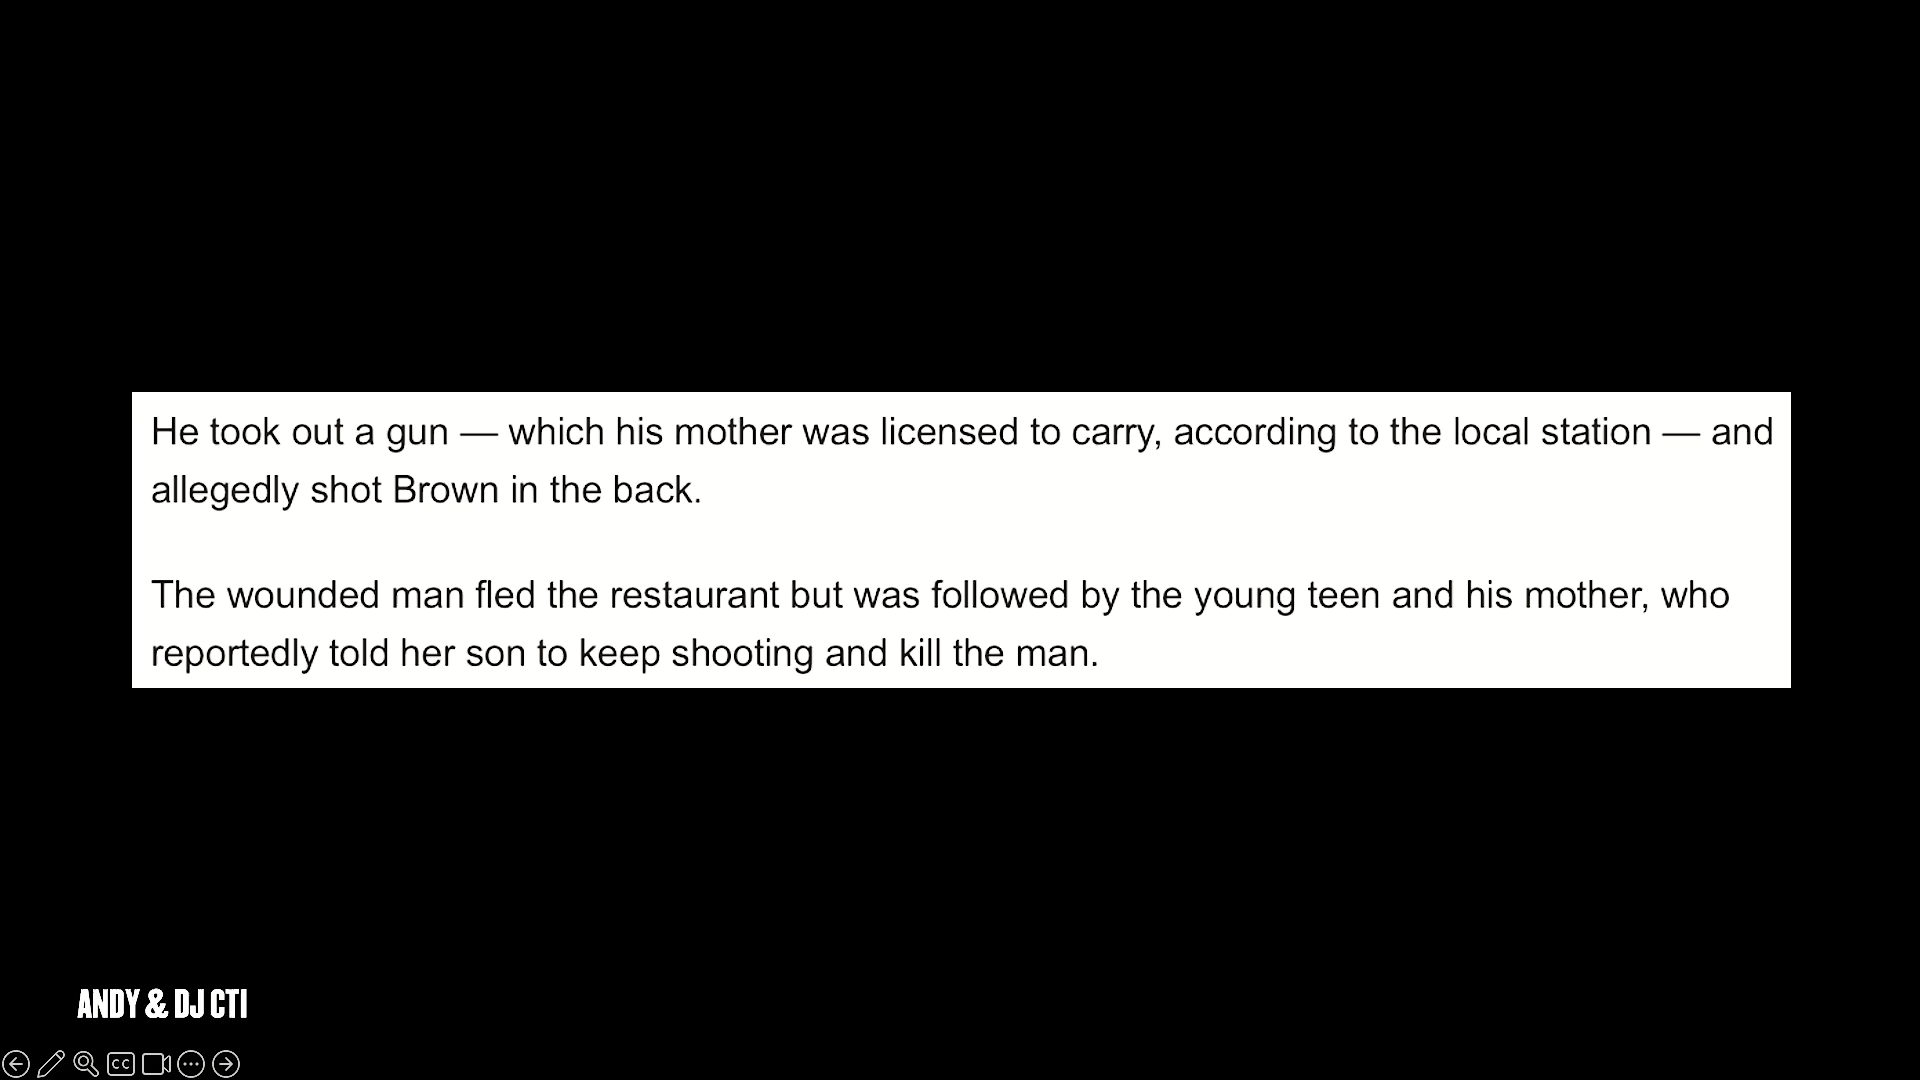 He took out a gun — which his mother was licensed to carry, according to the local station — and
allegedly shot Brown in the back.
The wounded man fled the restaurant but was followed by the young teen and his mother, who
reportedly told her son to keep shooting and kill the man.
ANDY & DJ CTI
CC